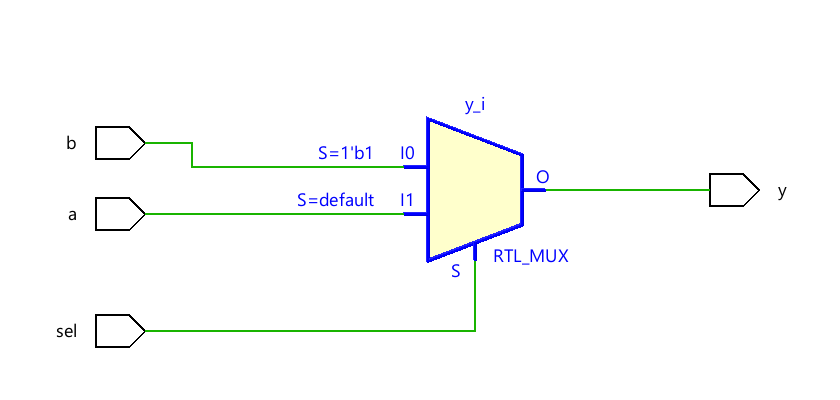 y_i
b
S=1'b1 I0
O
y
a
S=default I1
S
RTL_MUX
sel